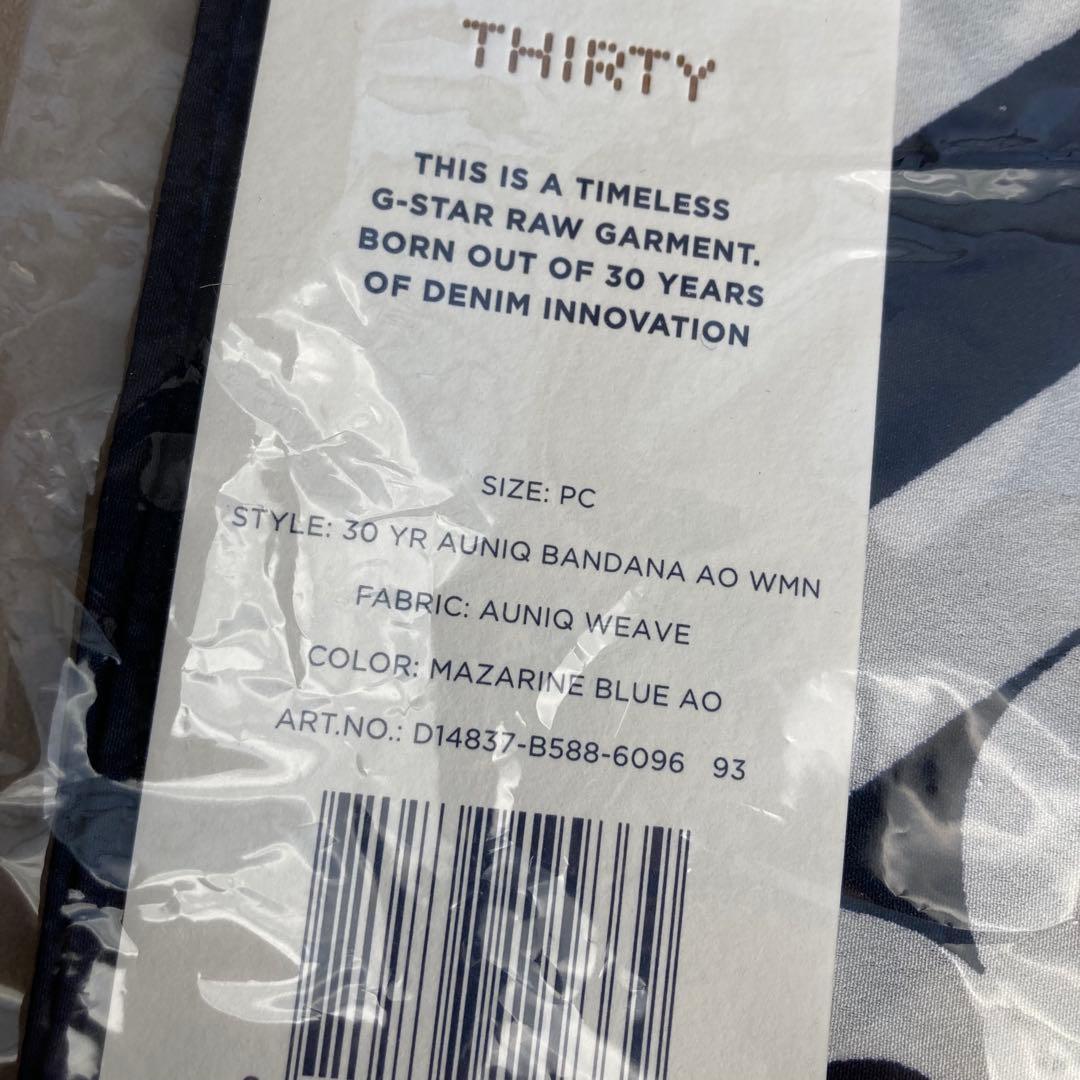 THIRTY
THIS IS A TIMELESS
G-STAR RAW GARMENT.
BORN OUT OF 30 YEARS
OF DENIM INNOVATION
SIZE: PC
STYLE: 30 YR AUNIQ BANDANA AO WMN
FABRIC: AUNIQ WEAVE
COLOR: MAZARINE BLUE AO
ART.NO.: D14837-B588-6096 93